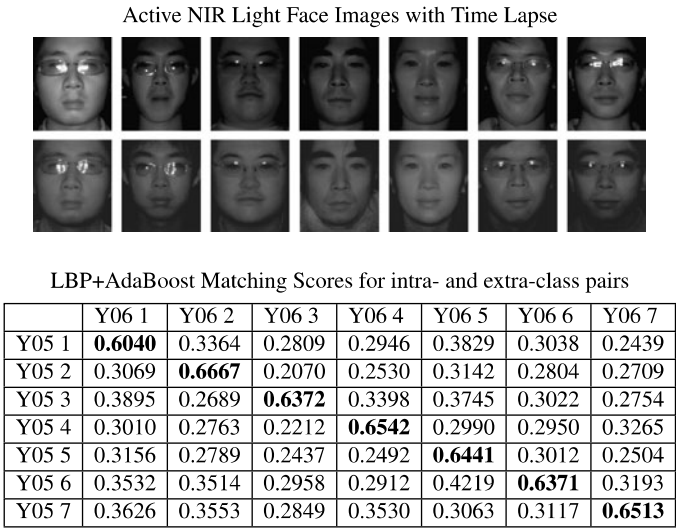 Active NIR Light Face Images with Time Lapse
LBP+AdaBoost Matching Scores for intra- and extra-class pairs
Y06 1 Y06 2 Y06 3 Y06 4 Y06 5 Y06 6 Y06 7
Y05 1 0.6040 0.3364 0.2809 0.2946 0.3829 0.3038 0.2439
Y05 2 0.3069 0.6667 0.2070 0.2530 0.3142 0.2804 0.2709
Y05 3 0.3895 0.2689 0.6372 0.3398 0.3745 0.3022 0.2754
Y05 4 0.3010 0.2763 0.2212 0.6542 0.2990 0.2950 0.3265
Y05 5 0.3156 0.2789 0.2437 0.2492 0.6441 0.3012 0.2504
Y05 6 0.3532 0.3514 0.2958 0.2912 0.4219 0.6371 0.3193
Y05 7 0.3626 0.3553 0.2849 0.3530 0.3063 0.3117 0.6513